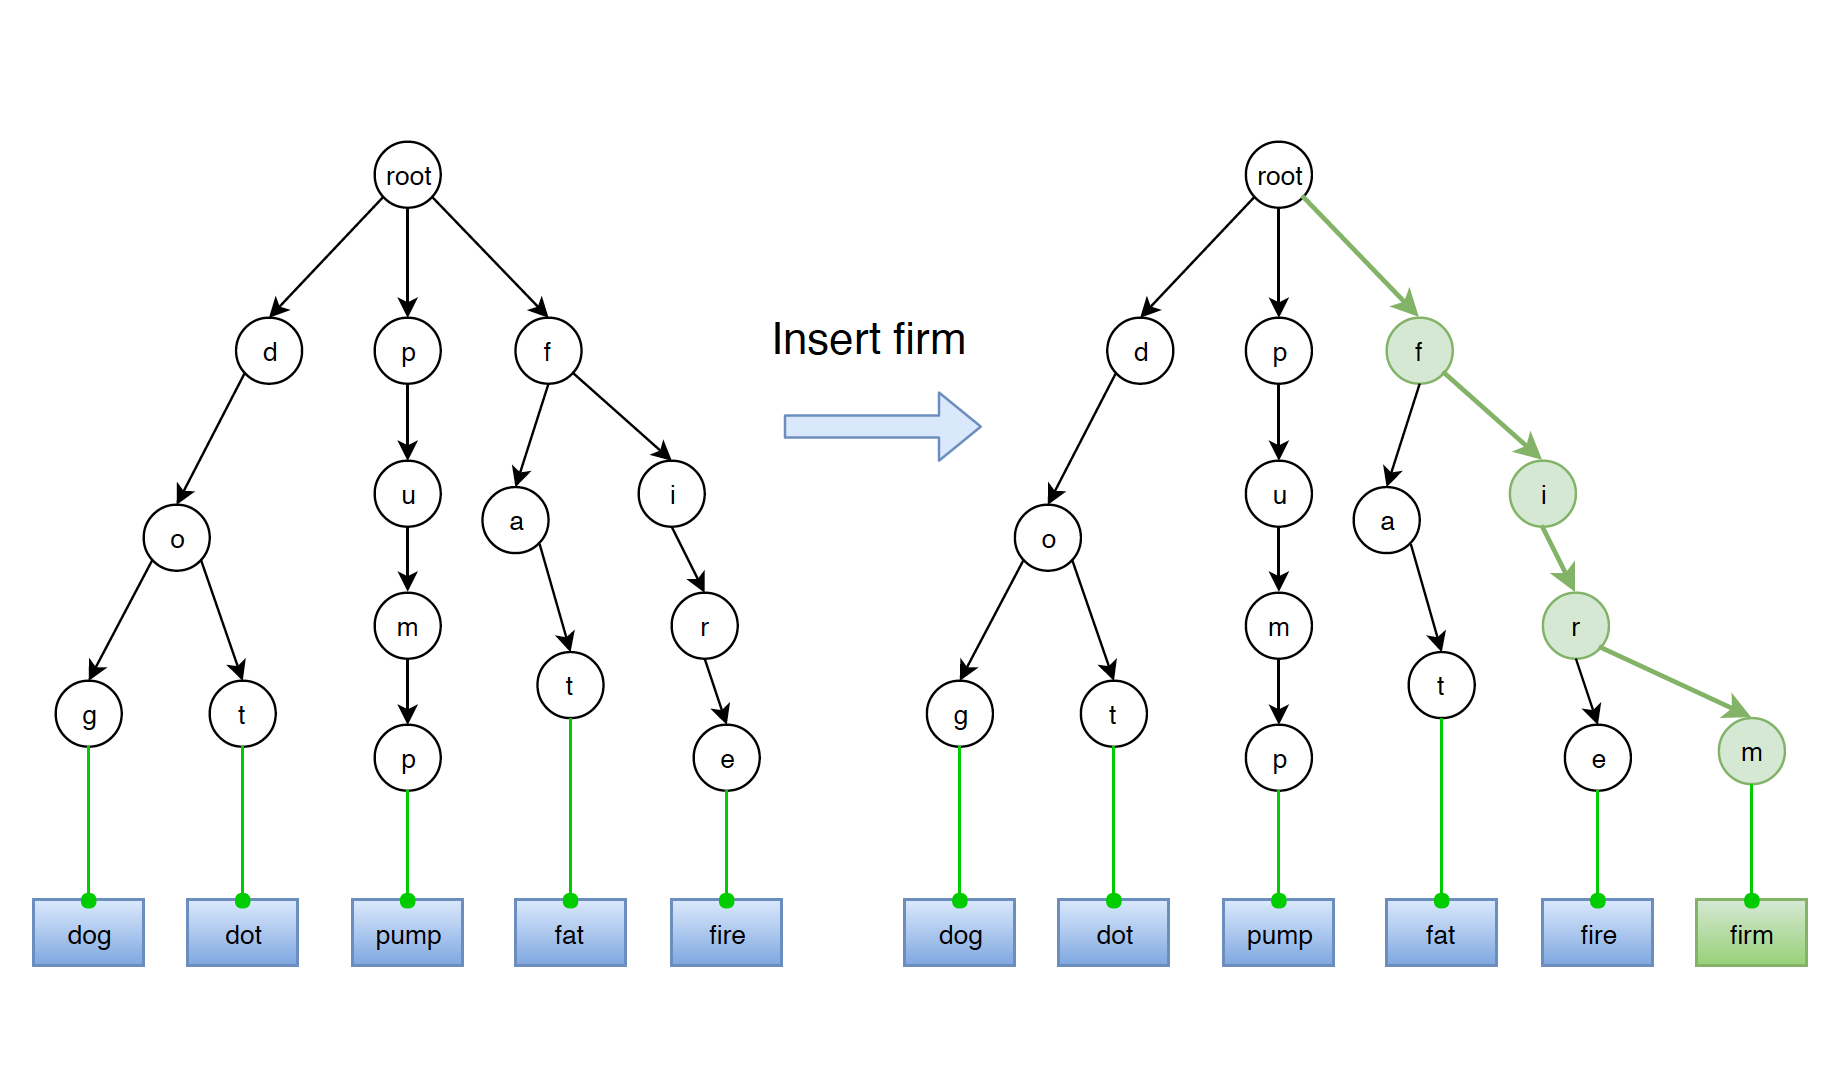 root root
d p f Insert firm d p f
u a i u a i
o o
m r m r
t t
g t g t
p e p e m
dog dot pump fat fire dog dot pump fat fire firm